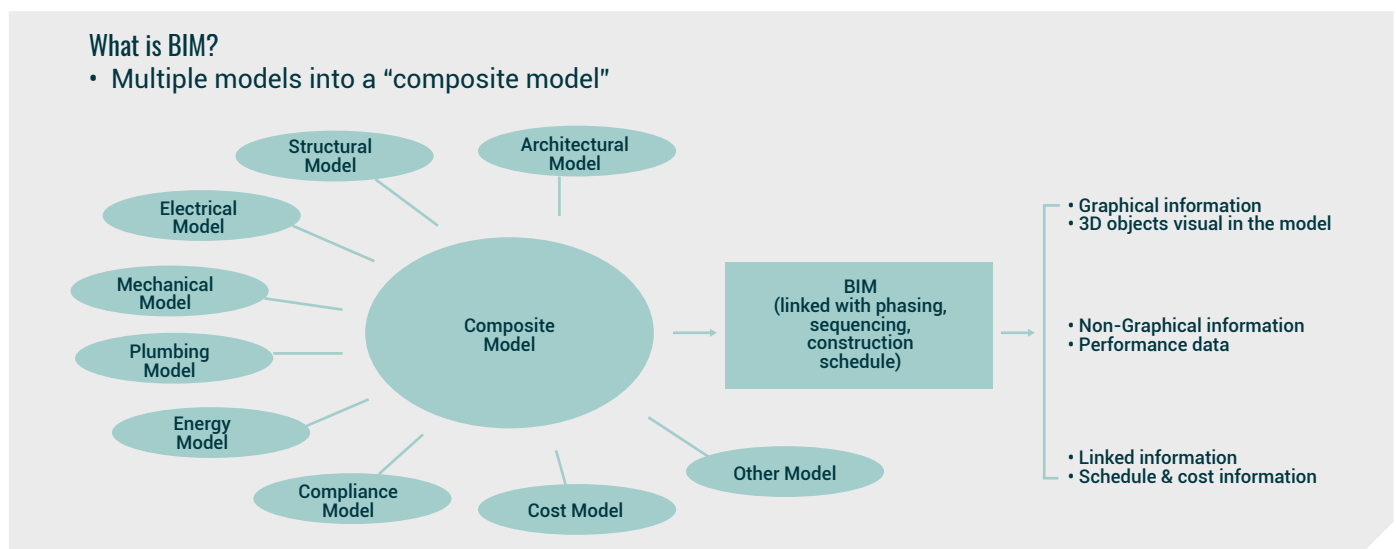 What is BIM?
• Multiple models into a “composite model”
Structural
Model
Architectural
Model
Electrical
Model
Mechanical
Model
Plumbing
Model
Energy
Model
Compliance
Model
Cost Model
Other Model
Composite
Model
BIM
(linked with phasing,
sequencing,
construction
schedule)
• Graphical information
• 3D objects visual in the model
• Non-Graphical information
• Performance data
• Linked information
• Schedule & cost information